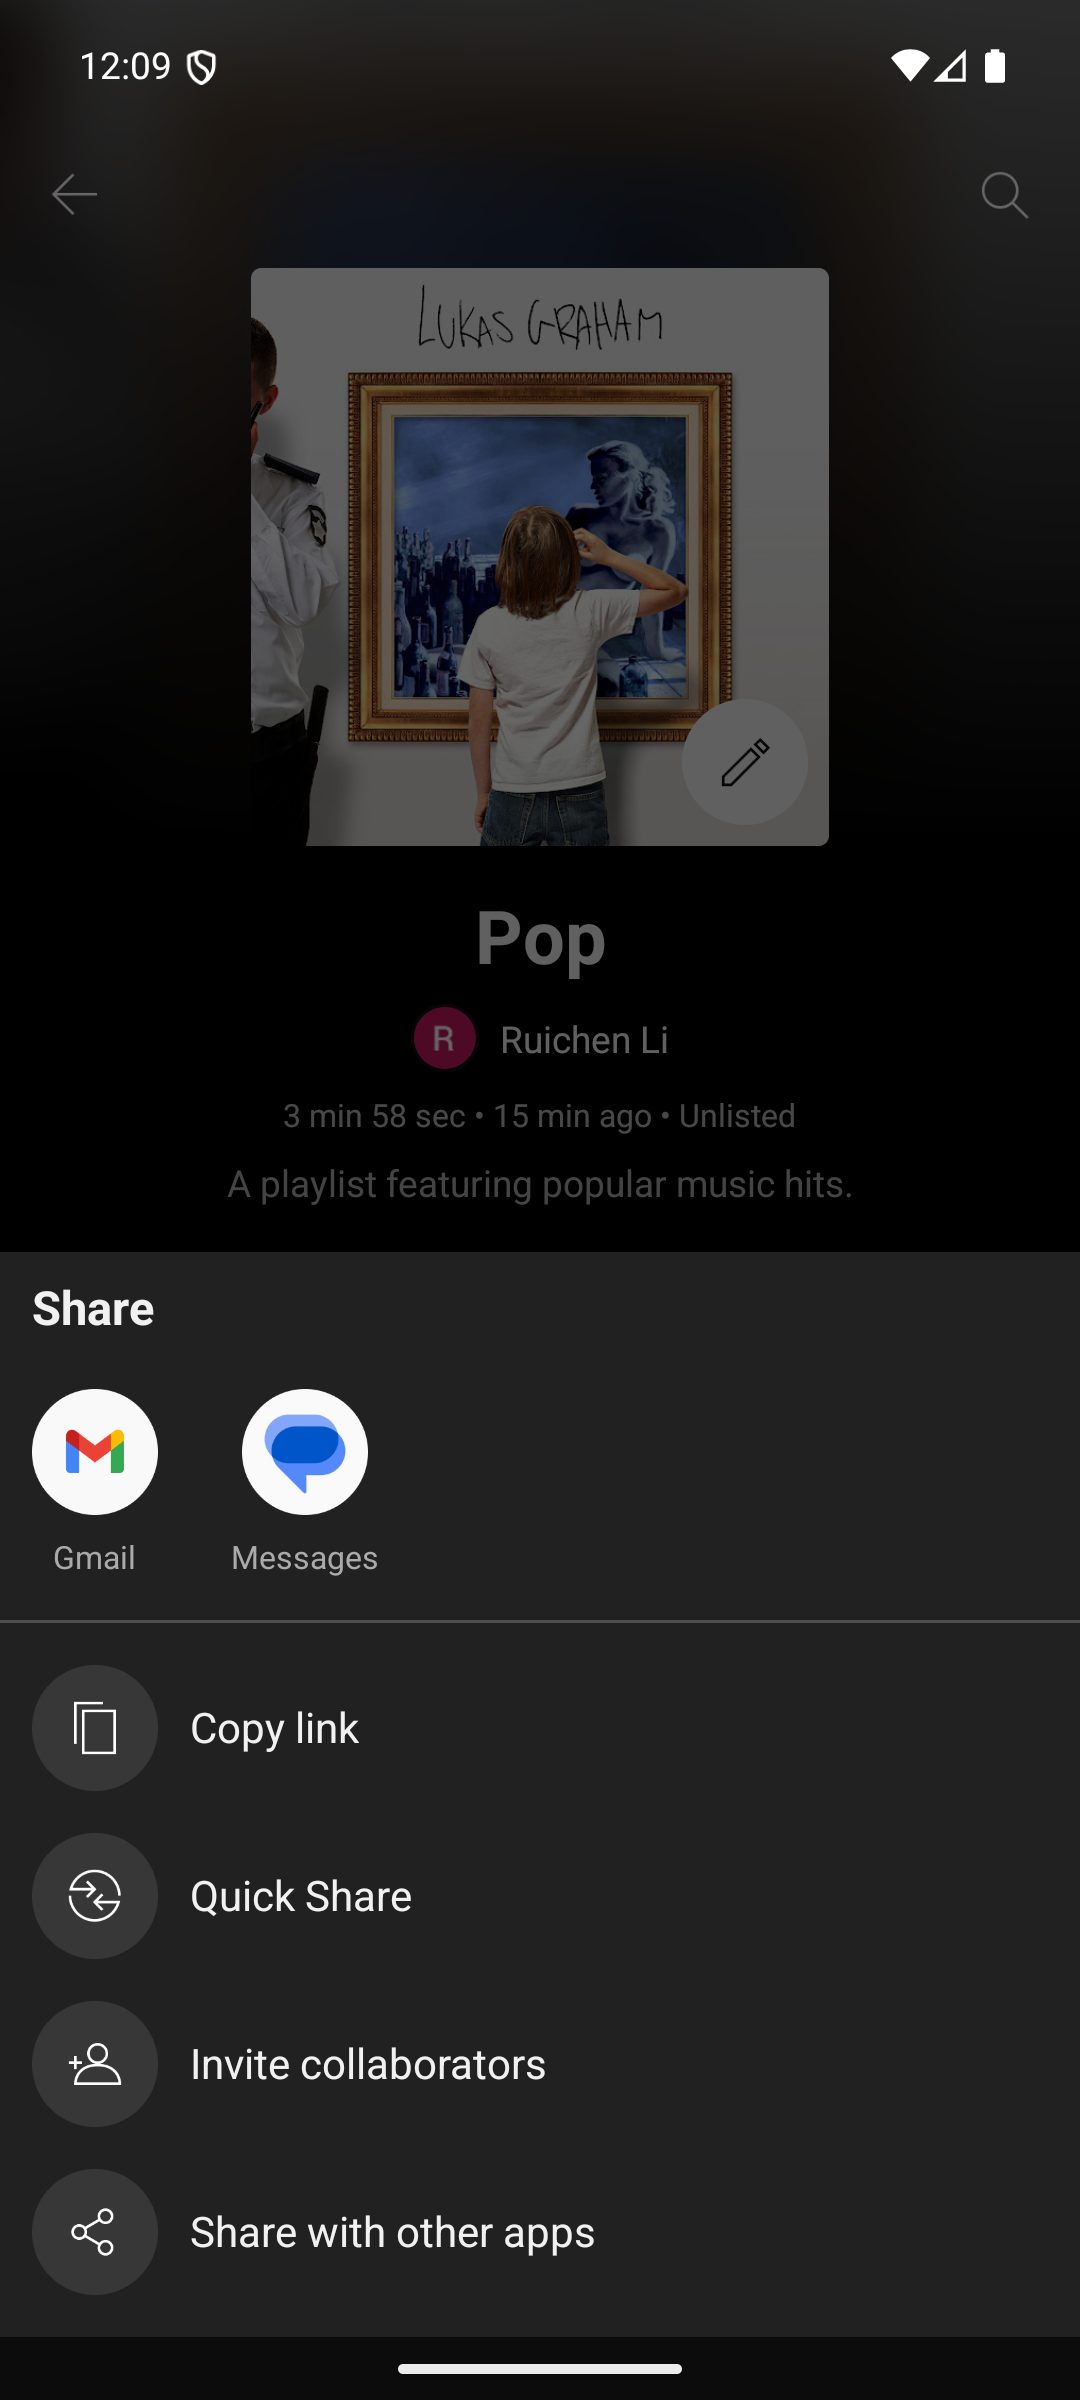 12:09
LUKAS GRAHAM
Pop
R Ruichen Li
3 min 58 sec • 15 min ago • Unlisted
A playlist featuring popular music hits.
Share
Gmail Messages
Copy link
Quick Share
Invite collaborators
Share with other apps